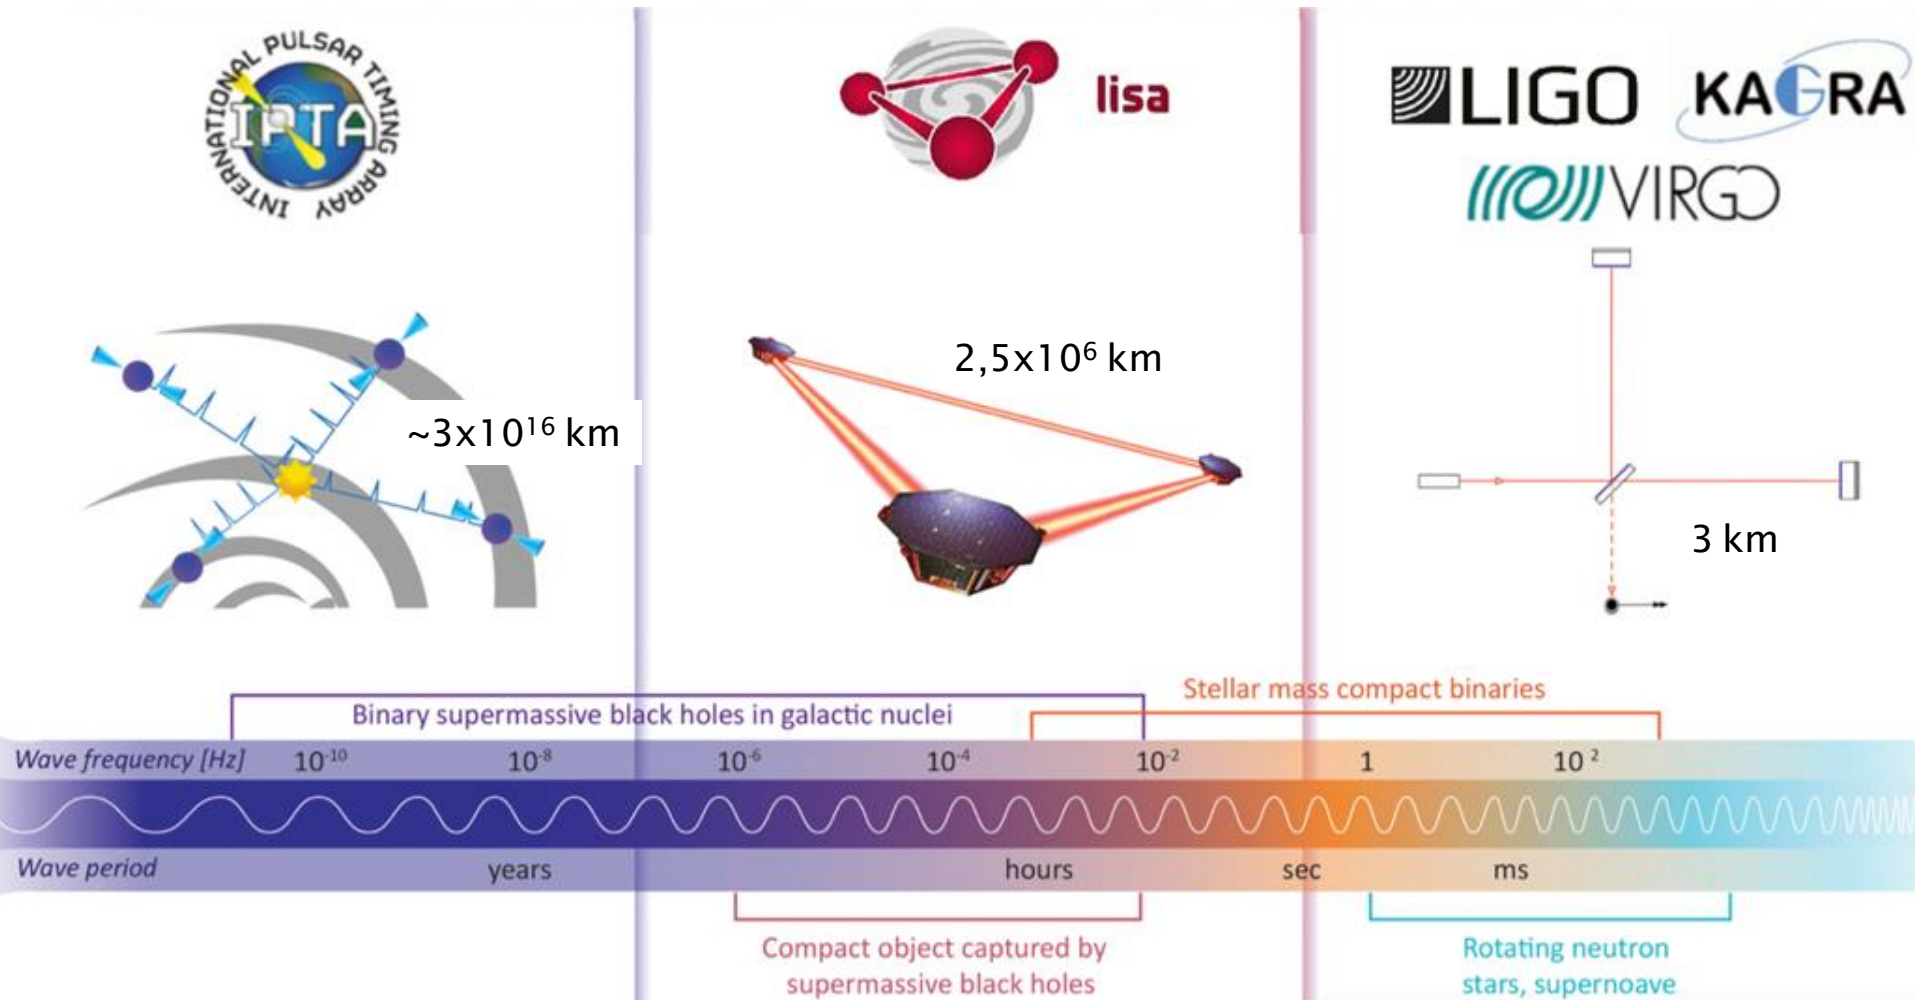 INTERNATIONAL PULSAR TIMING ARRAY
IPTA
lisa
LIGO
KAGRA
VIRGO
~3x10¹⁶ km
2,5x10⁶ km
3 km
Stellar mass compact binaries
Binary supermassive black holes in galactic nuclei
Wave frequency [Hz] 10⁻¹⁰ 10⁻⁸ 10⁻⁶ 10⁻⁴ 10⁻² 1 10 ²
Wave period years hours sec ms
Compact object captured by
supermassive black holes
Rotating neutron
stars, supernoave